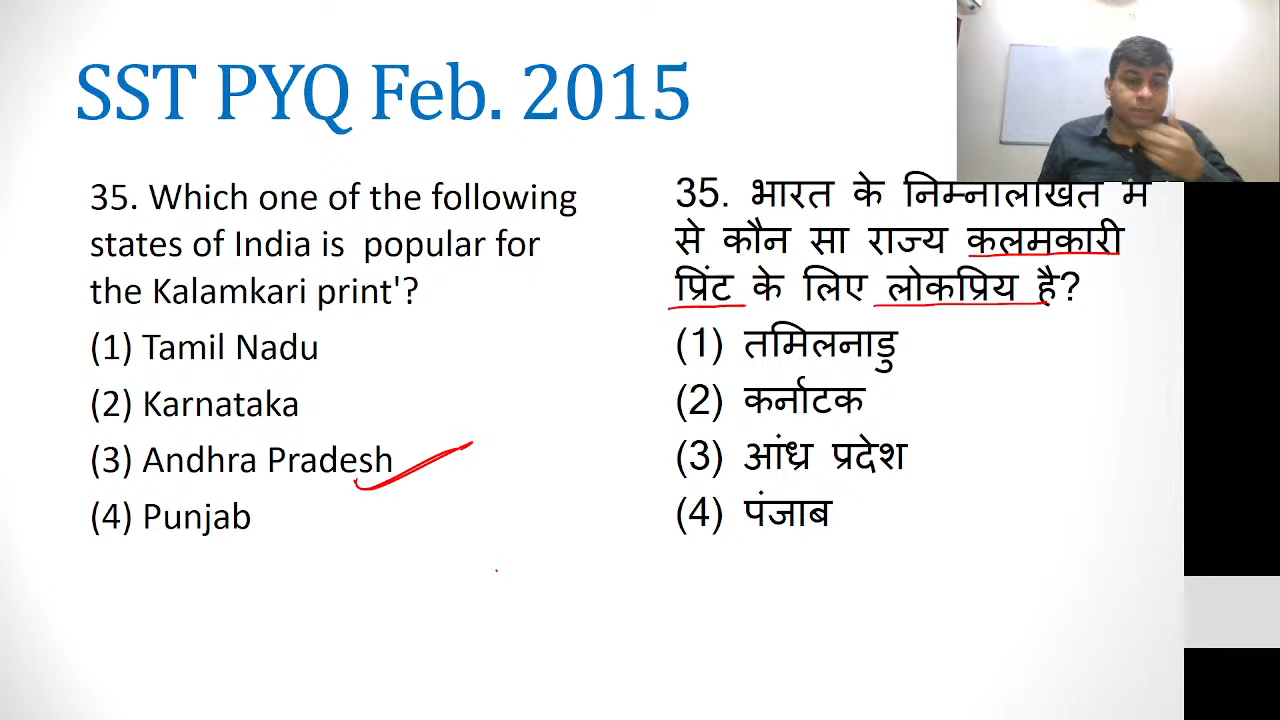 SST PYQ Feb. 2015
35. Which one of the following
states of India is popular for
the Kalamkari print'?
(1) Tamil Nadu
(2) Karnataka
(3) Andhra Pradesh
(4) Punjab
35. भारत के निम्नलिखित में
से कौन सा राज्य कलमकारी
प्रिंट के लिए लोकप्रिय है?
(1) तमिलनाडु
(2) कर्नाटक
(3) आंध्र प्रदेश
(4) पंजाब